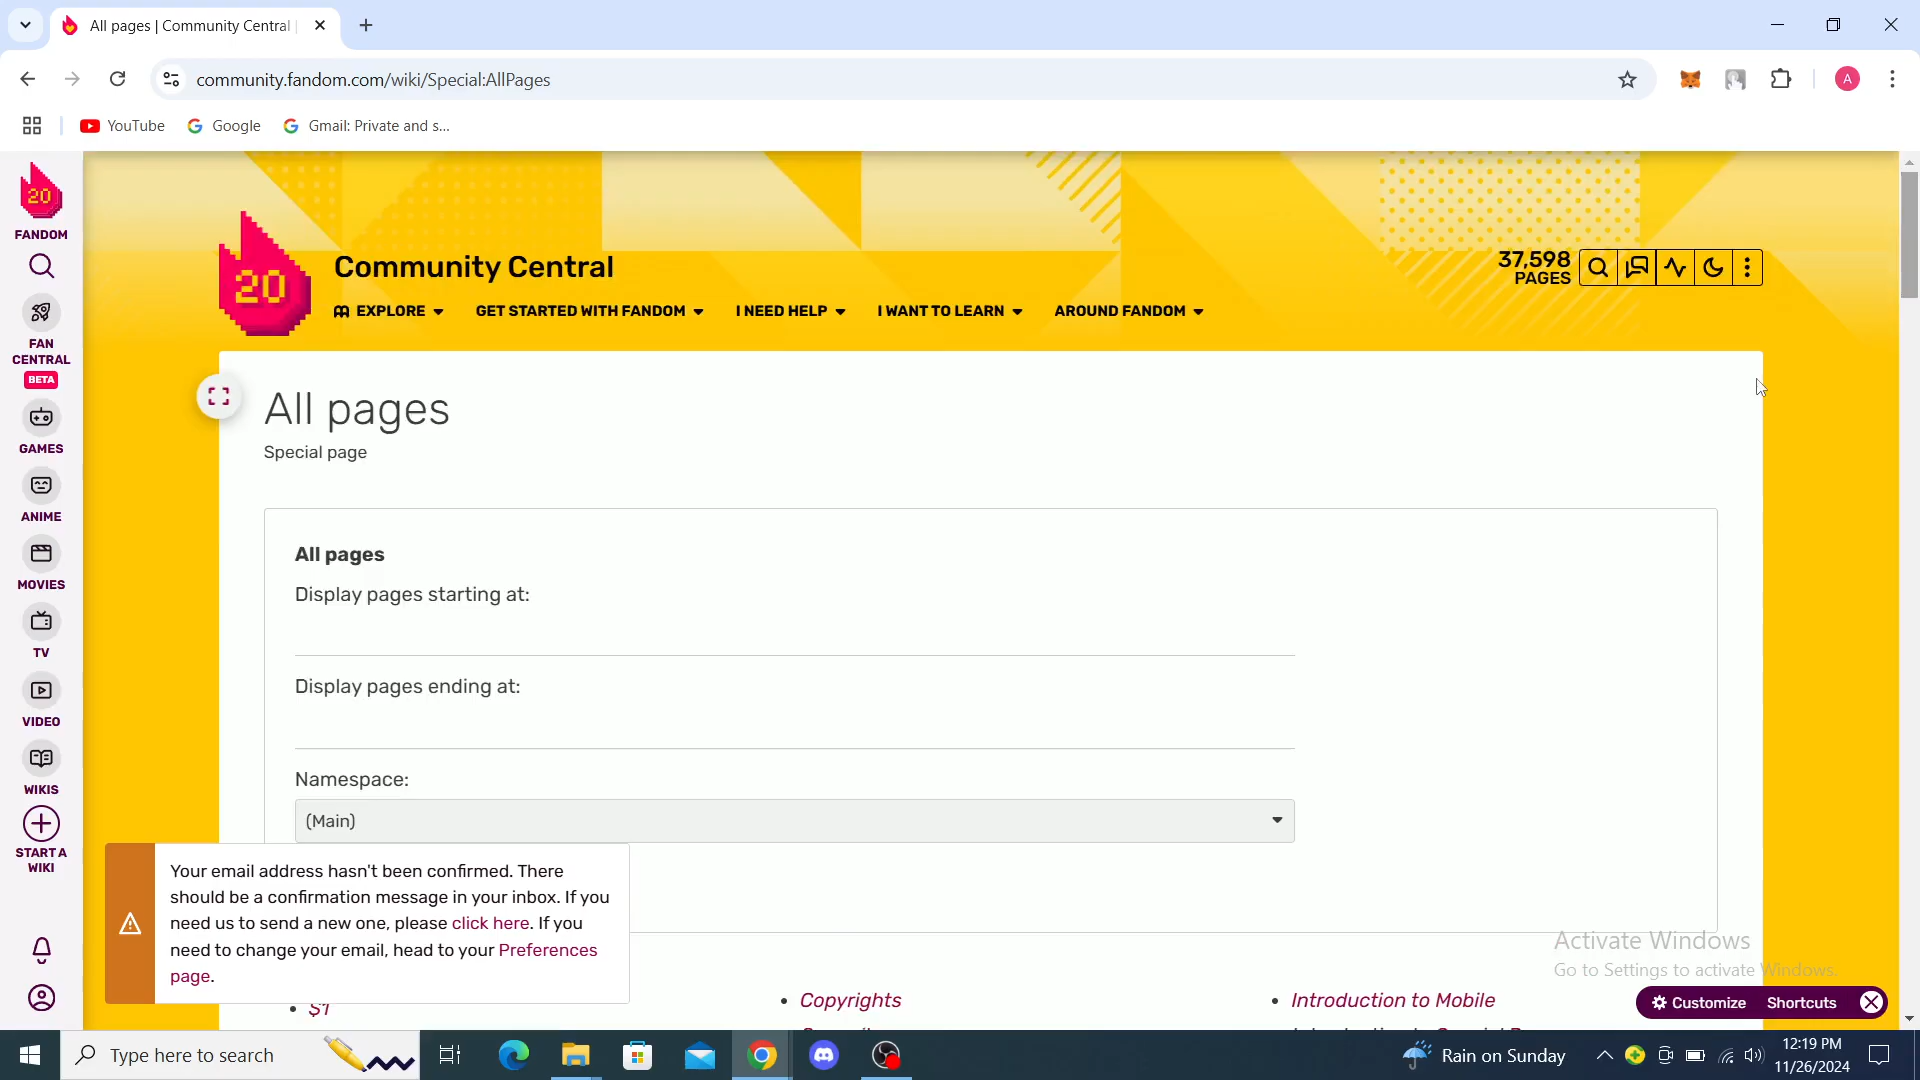 All pages | Community Central
community.fandom.com/wiki/Special:AllPages
A
YouTube
Google
Gmail: Private and s...
20
FANDOM
FAN
CENTRAL
BETA
GAMES
ANIME
MOVIES
TV
VIDEO
WIKIS
START A
WIKI
20
Community Central
EXPLORE
GET STARTED WITH FANDOM
I NEED HELP
I WANT TO LEARN
AROUND FANDOM
37,598
PAGES
All pages
Special page
All pages
Display pages starting at:
Display pages ending at:
Namespace:
(Main)
Your email address hasn't been confirmed. There
should be a confirmation message in your inbox. If you
need us to send a new one, please click here. If you
need to change your email, head to your Preferences
page.
$1
Copyrights
Introduction to Mobile
Activate Windows
Go to Settings to activate Windows.
Customize
Shortcuts
Type here to search
Rain on Sunday
12:19 PM
11/26/2024